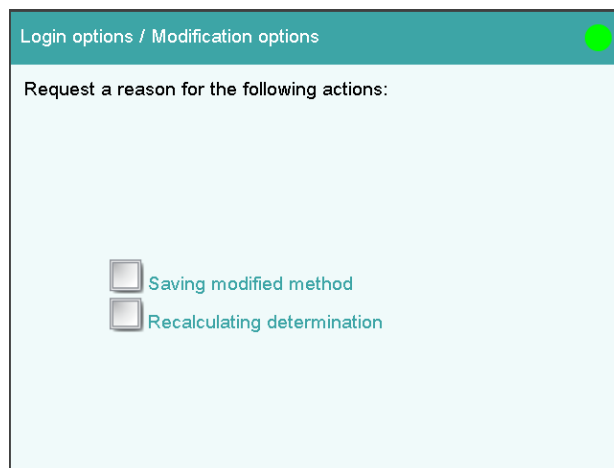 Login options / Modification options
Request a reason for the following actions:
Saving modified method
Recalculating determination